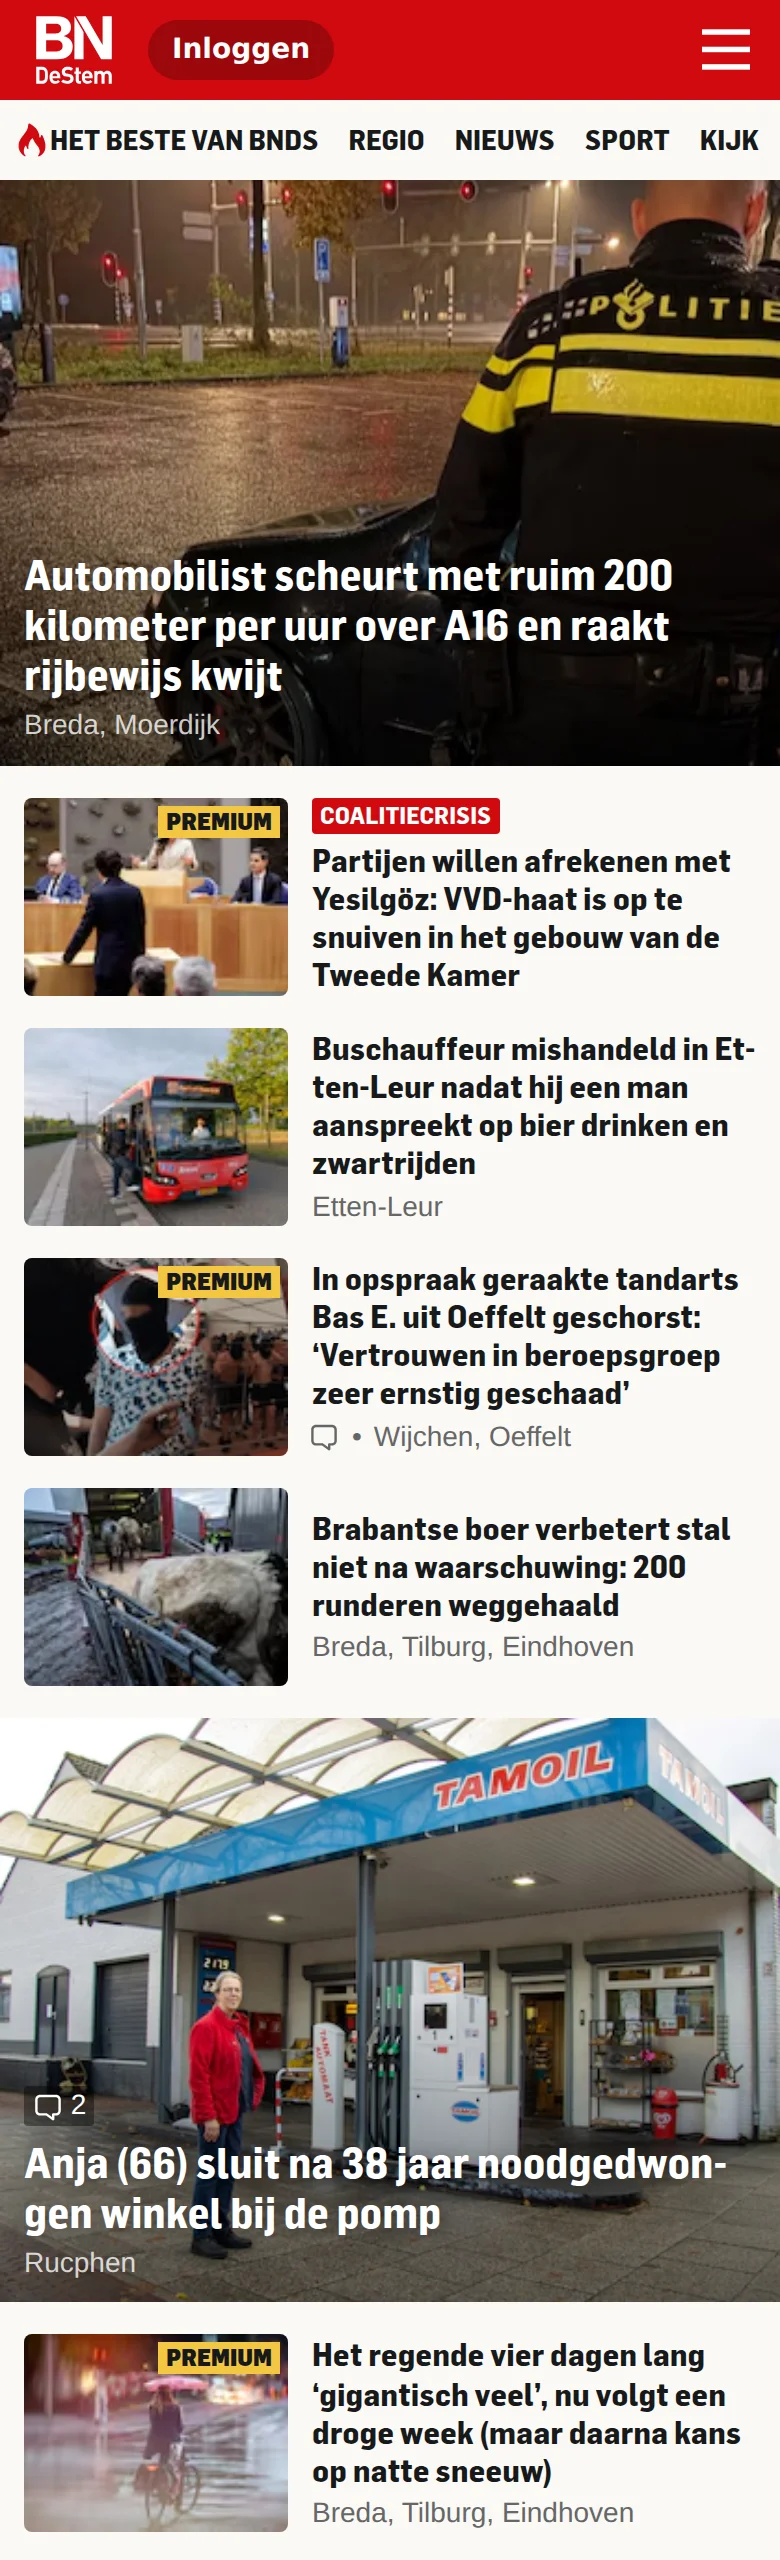 BN
DeStem
Inloggen
HET BESTE VAN BNDS REGIO NIEUWS SPORT KIJK
POLITIE
Automobilist scheurt met ruim 200
kilometer per uur over A16 en raakt
rijbewijs kwijt
Breda, Moerdijk
PREMIUM
COALITIECRISIS
Partijen willen afrekenen met
Yesilgöz: VVD-haat is op te
snuiven in het gebouw van de
Tweede Kamer
Buschauffeur mishandeld in Et-
ten-Leur nadat hij een man
aanspreekt op bier drinken en
zwartrijden
Etten-Leur
PREMIUM
In opspraak geraakte tandarts
Bas E. uit Oeffelt geschorst:
‘Vertrouwen in beroepsgroep
zeer ernstig geschaad’
• Wijchen, Oeffelt
Brabantse boer verbetert stal
niet na waarschuwing: 200
runderen weggehaald
Breda, Tilburg, Eindhoven
TAMOIL
TAMOIL
2179
TANK
AUTOMAAT
2
Anja (66) sluit na 38 jaar noodgedwon-
gen winkel bij de pomp
Rucphen
PREMIUM
Het regende vier dagen lang
‘gigantisch veel’, nu volgt een
droge week (maar daarna kans
op natte sneeuw)
Breda, Tilburg, Eindhoven